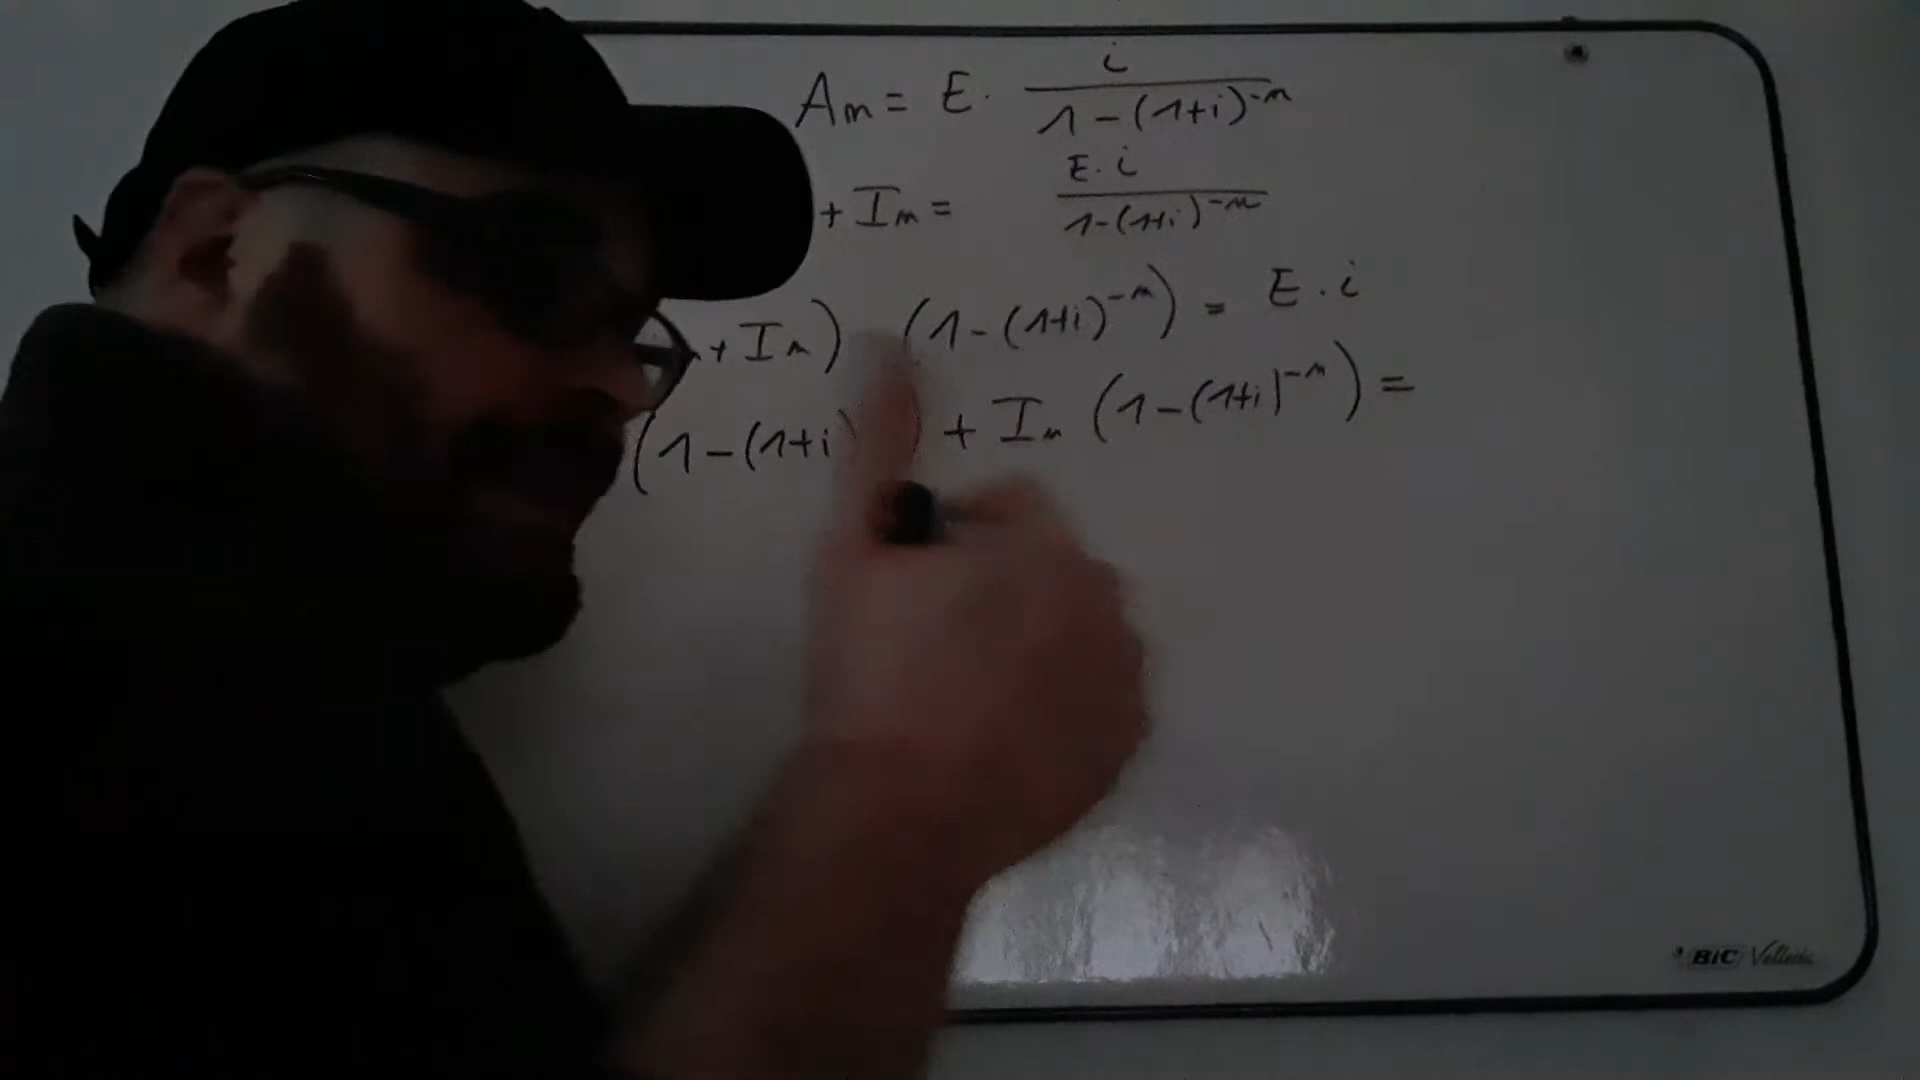 Am = E. i / 1-(1+i)^-n
+ Im = E.i / 1-(1+i)^-n
+ Im) (1-(1+i)^-n) = E.i
(1-(1+i) ) + Im (1-(1+i)^-n) =
BIC Velleda